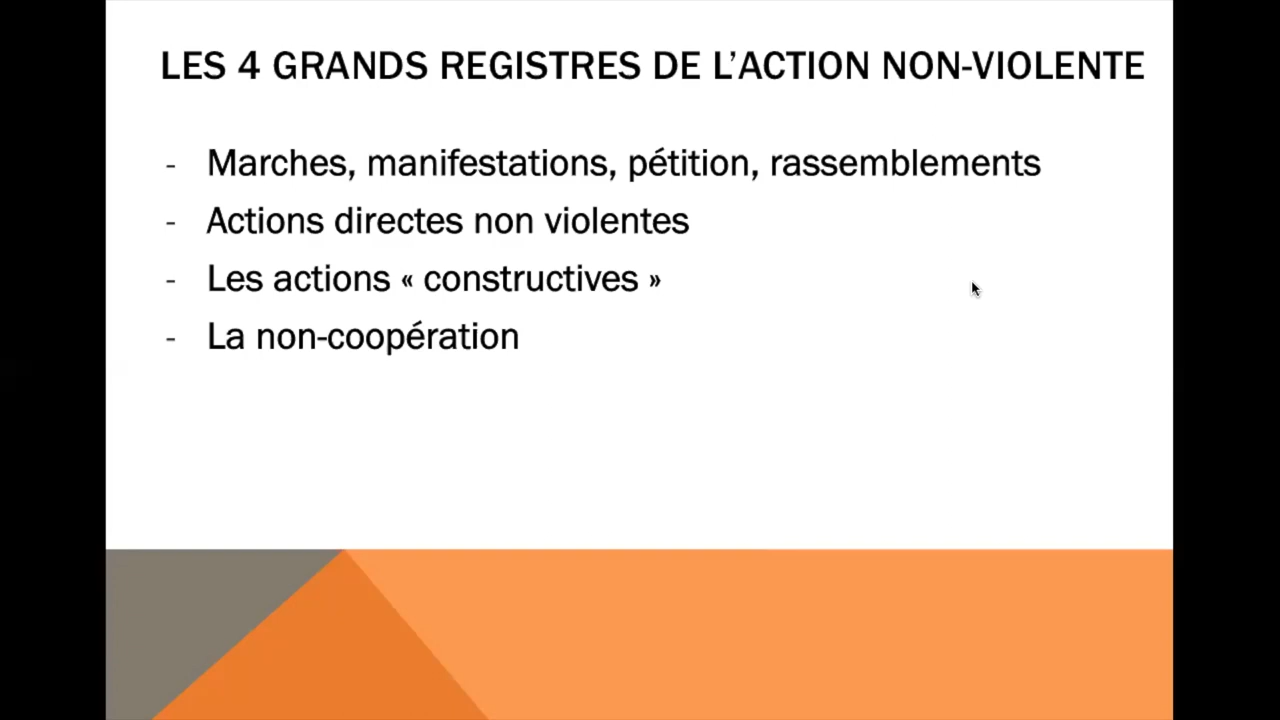 LES 4 GRANDS REGISTRES DE L’ACTION NON-VIOLENTE
- Marches, manifestations, pétition, rassemblements
- Actions directes non violentes
- Les actions « constructives »
- La non-coopération